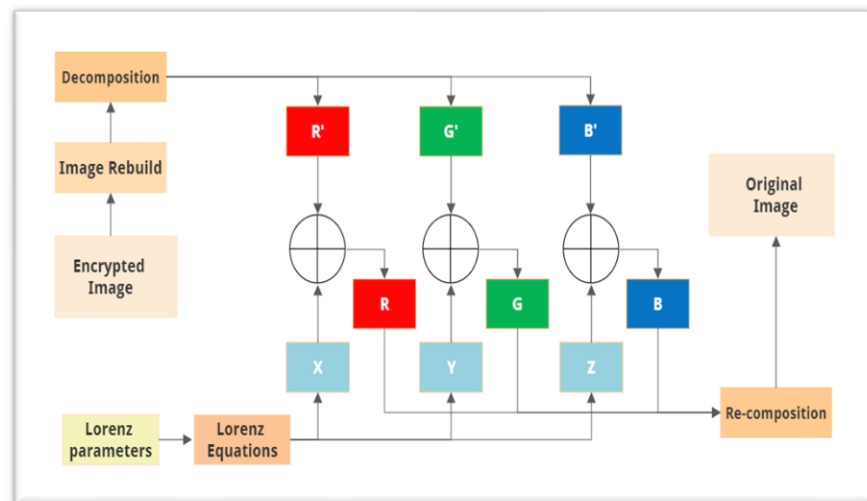 Decomposition
R'
G'
B'
Image Rebuild
Original
Image
Encrypted
Image
R
G
B
X
Y
Z
Lorenz
parameters
Lorenz
Equations
Re-composition